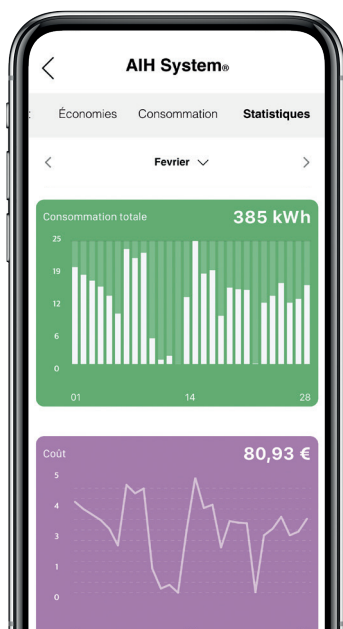 AIH System®
Économies Consommation Statistiques
Fevrier
Consommation totale 385 kWh
25
19
12
6
0
01 14 28
Coût 80,93 €
5
4
3
1
0